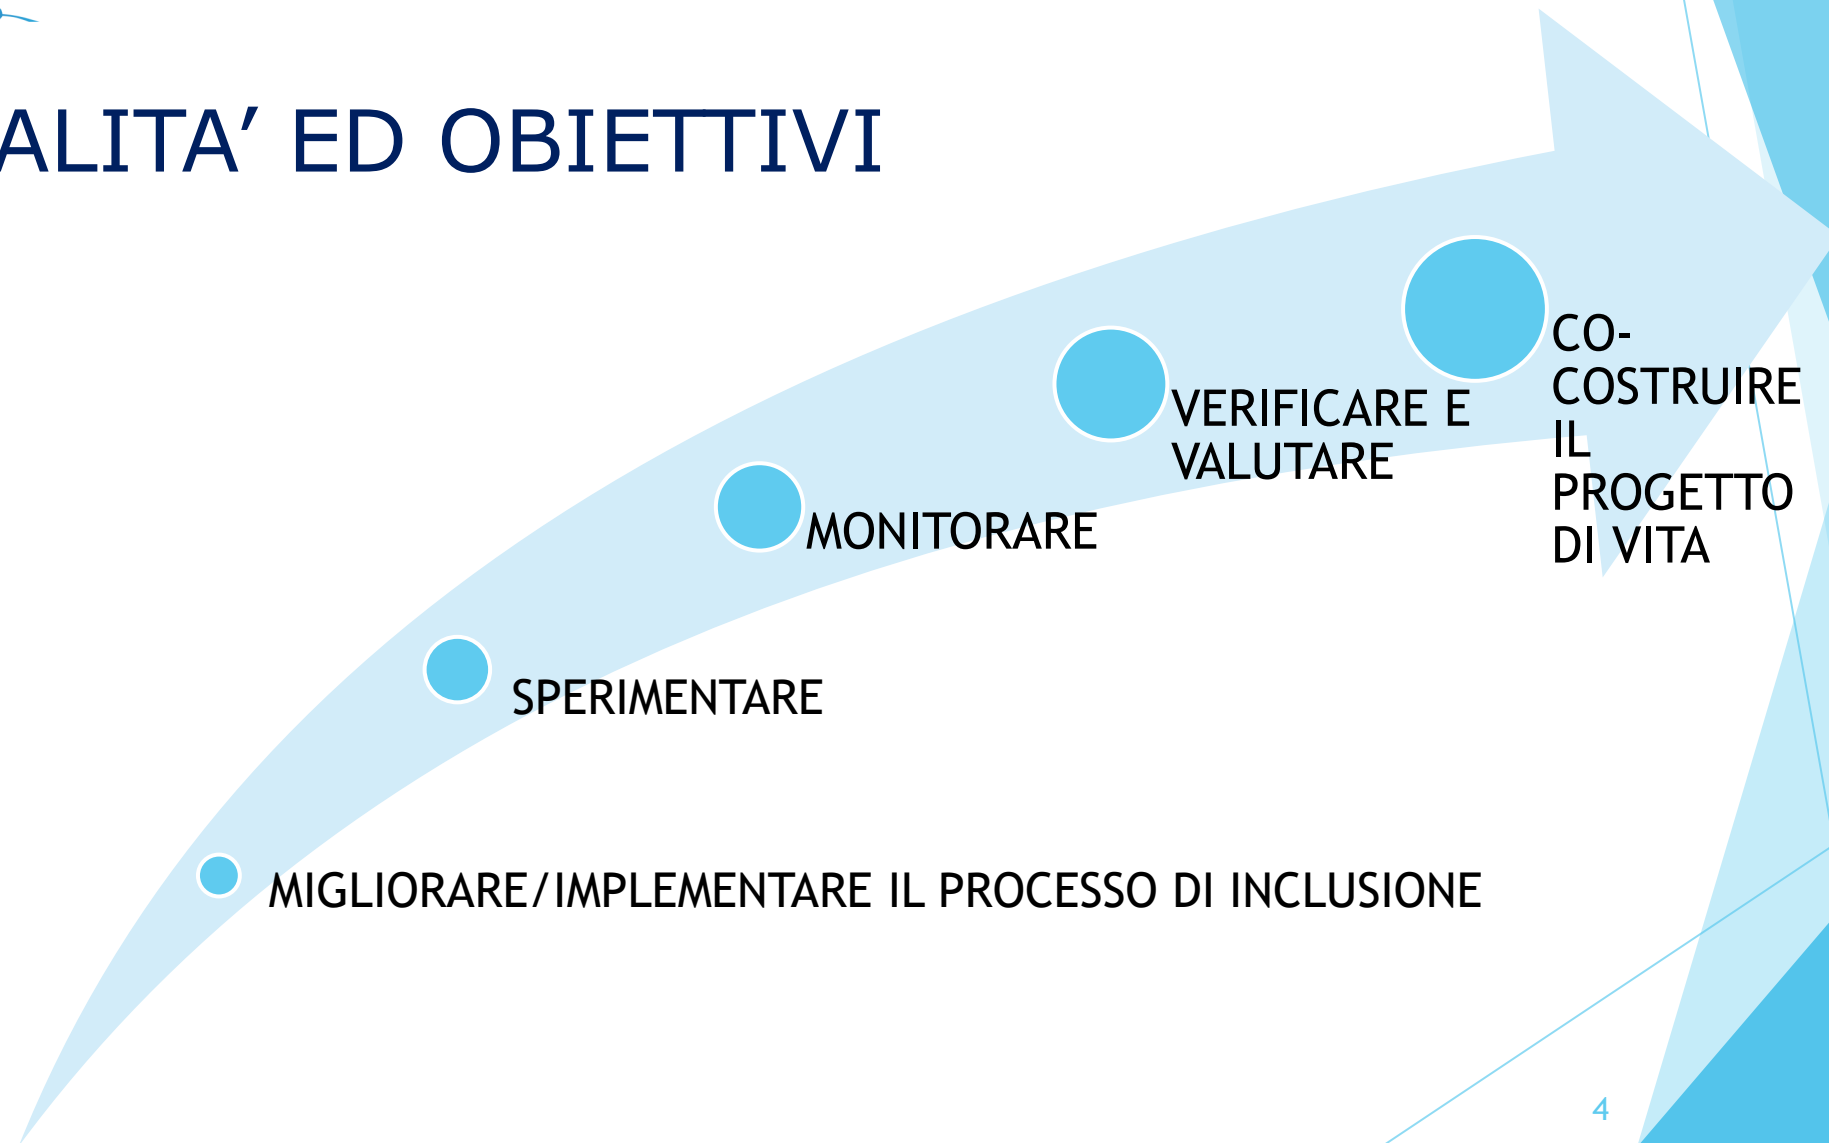 ALITA’ ED OBIETTIVI
CO-
COSTRUIRE
IL
PROGETTO
DI VITA
VERIFICARE E
VALUTARE
MONITORARE
SPERIMENTARE
MIGLIORARE/IMPLEMENTARE IL PROCESSO DI INCLUSIONE
4